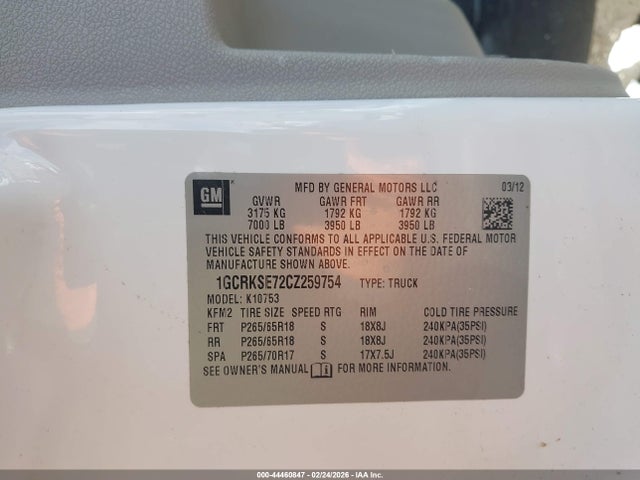 GM
MFD BY GENERAL MOTORS LLC 03/12
GVWR GAWR FRT GAWR RR
3175 KG 1792 KG 1792 KG
7000 LB 3950 LB 3950 LB
THIS VEHICLE CONFORMS TO ALL APPLICABLE U.S. FEDERAL MOTOR
VEHICLE SAFETY STANDARDS IN EFFECT ON THE DATE OF
MANUFACTURE SHOWN ABOVE.
1GCRKSE72CZ259754 TYPE: TRUCK
MODEL: K10753
KFM2 TIRE SIZE SPEED RTG RIM COLD TIRE PRESSURE
FRT P265/65R18 S 18X8J 240KPA(35PSI)
RR P265/65R18 S 18X8J 240KPA(35PSI)
SPA P265/70R17 S 17X7.5J 240KPA(35PSI)
SEE OWNER'S MANUAL FOR MORE INFORMATION.
000-44460847 - 02/24/2026 - IAA Inc.